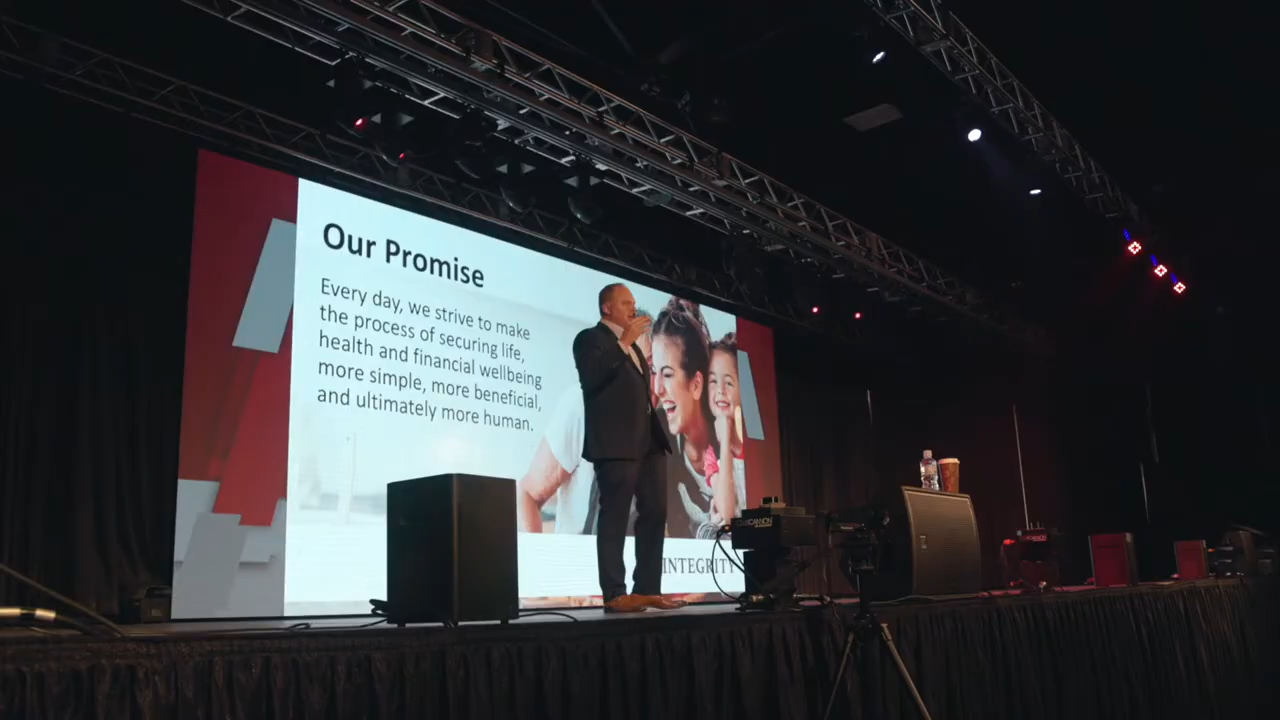 Our Promise
Every day, we strive to make
the process of securing life,
health and financial wellbeing
more simple, more beneficial,
and ultimately more human.
INTEGRITY